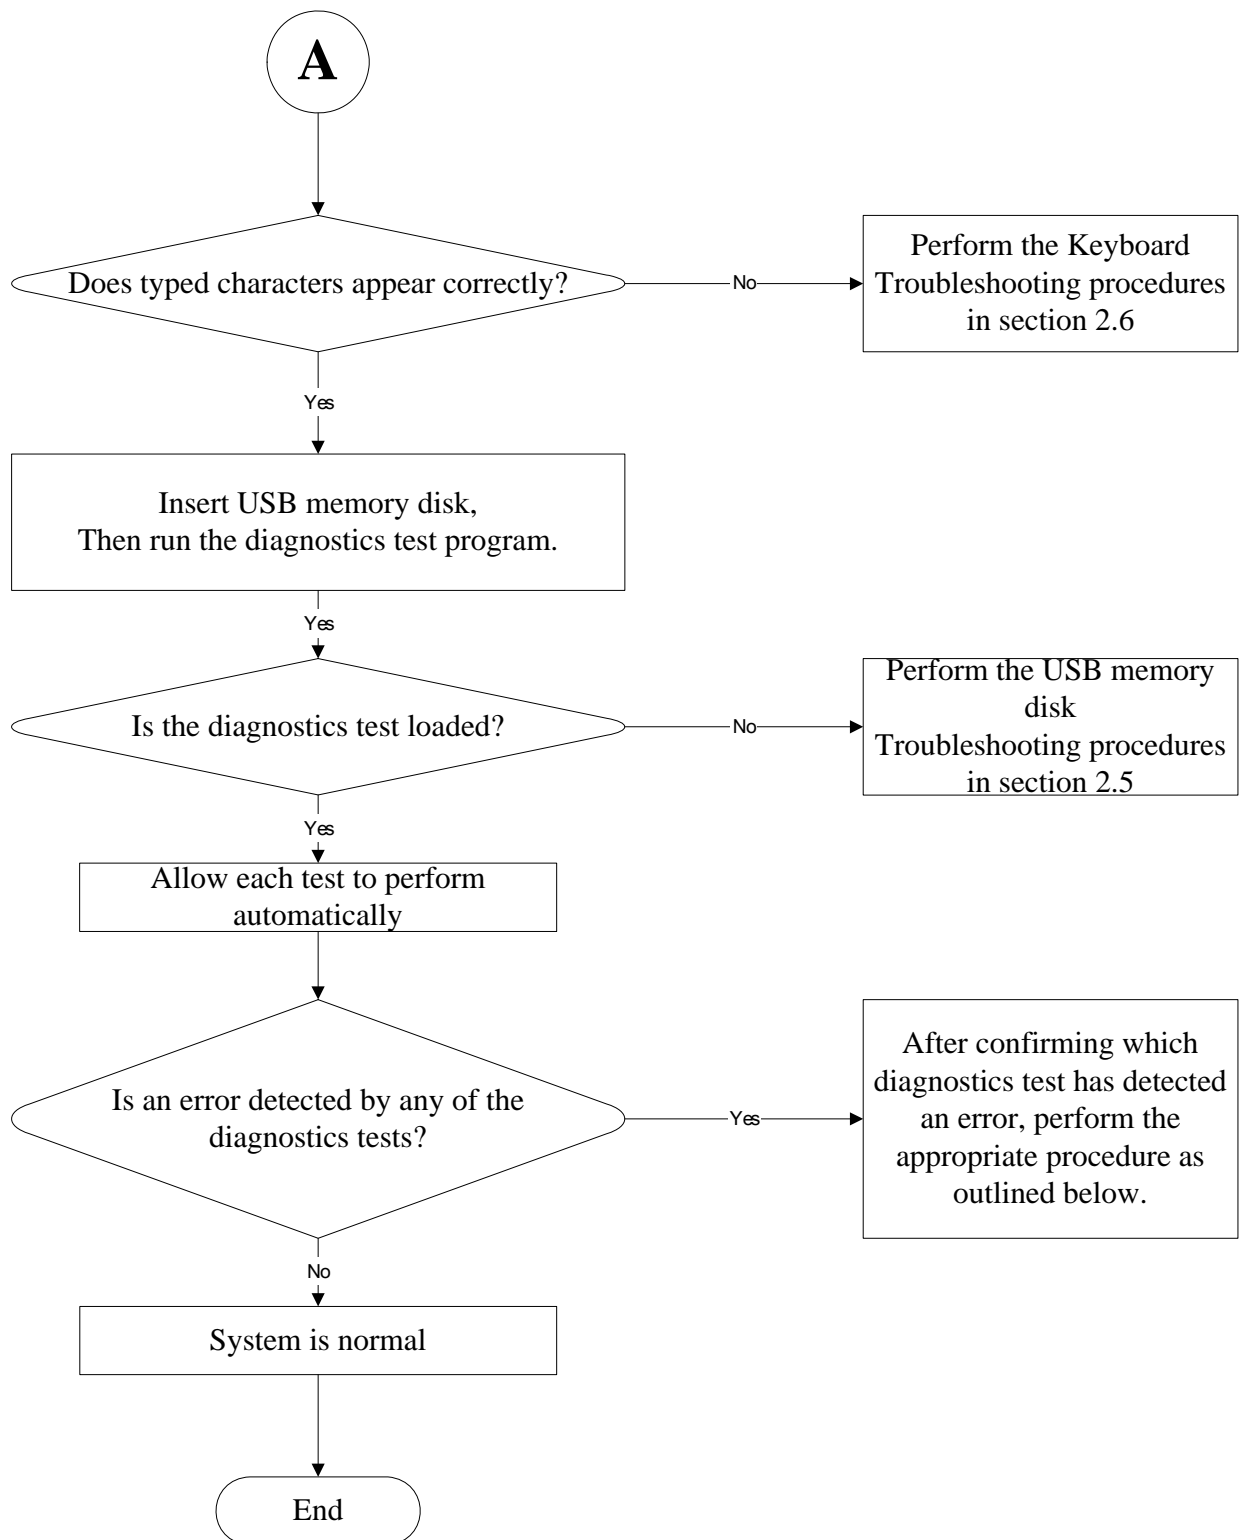 A
Does typed characters appear correctly?
No
Perform the Keyboard
Troubleshooting procedures
in section 2.6
Yes
Insert USB memory disk,
Then run the diagnostics test program.
Yes
Is the diagnostics test loaded?
No
Perform the USB memory
disk
Troubleshooting procedures
in section 2.5
Yes
Allow each test to perform
automatically
Is an error detected by any of the
diagnostics tests?
Yes
After confirming which
diagnostics test has detected
an error, perform the
appropriate procedure as
outlined below.
No
System is normal
End